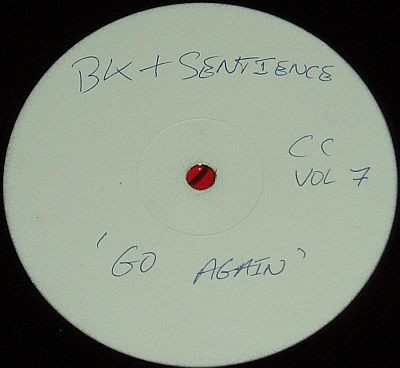 BK + SENTIENCE
CC
VOL 7
'GO AGAIN'